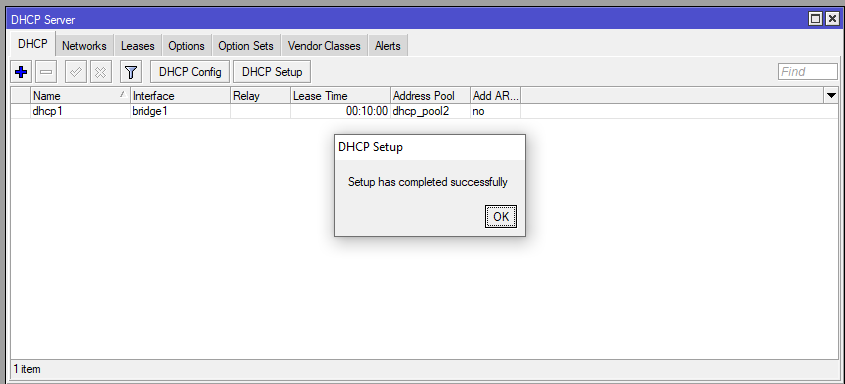 DHCP Server
DHCP Networks Leases Options Option Sets Vendor Classes Alerts
DHCP Config DHCP Setup Find
Name / Interface Relay Lease Time Address Pool Add AR...
dhcp1 bridge1 00:10:00 dhcp_pool2 no
DHCP Setup
Setup has completed successfully
OK
1 item